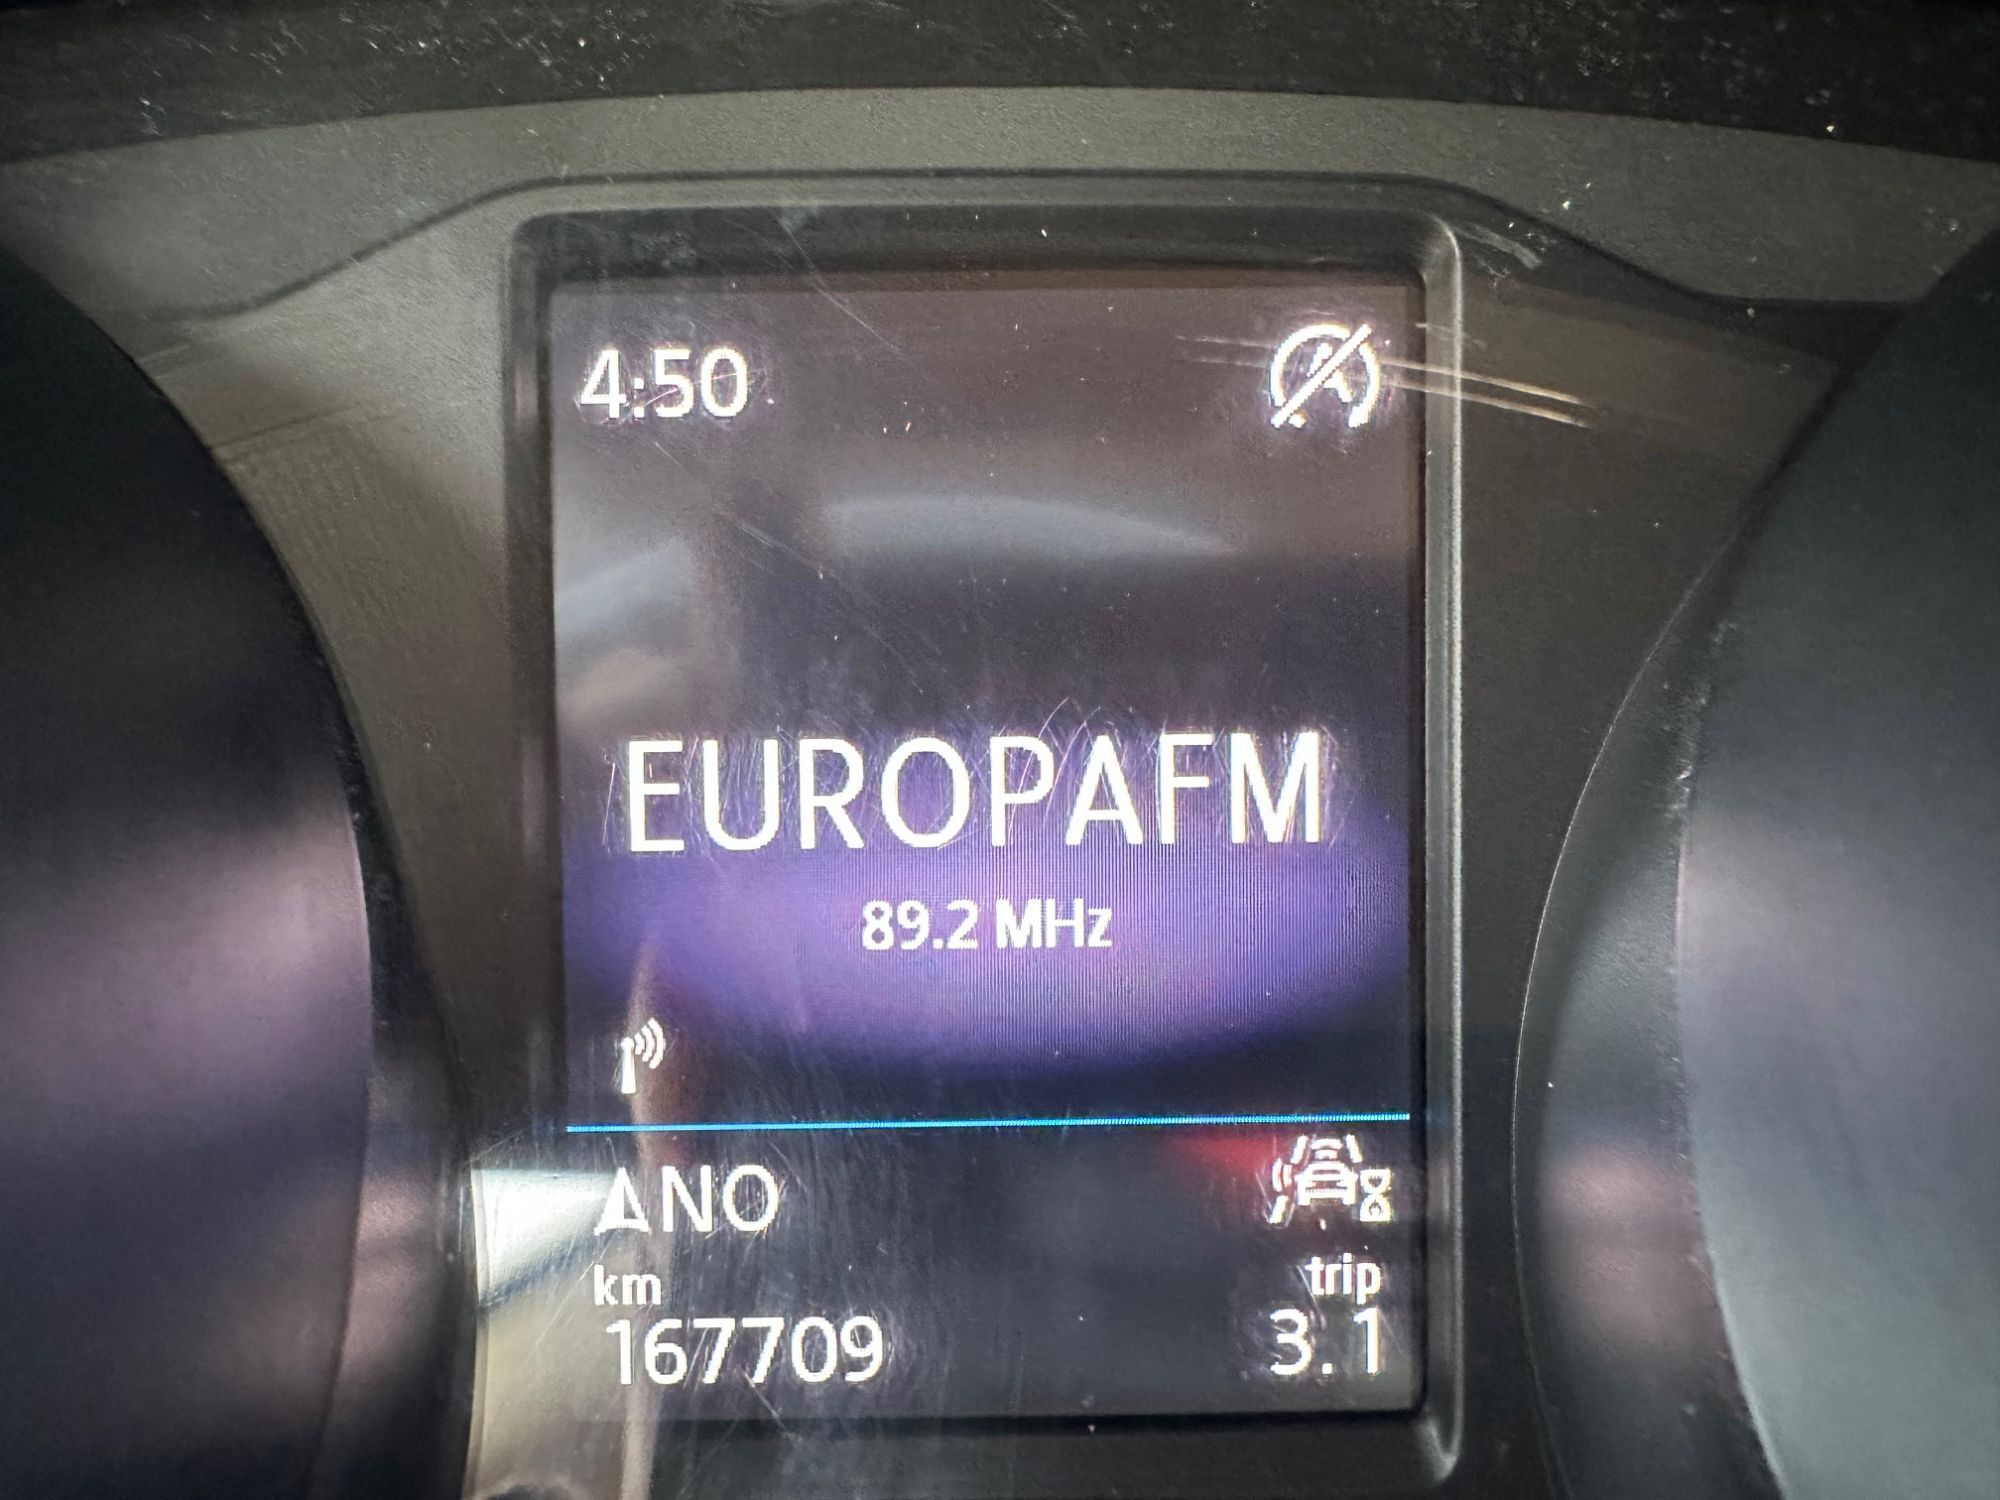 4:50
EUROPAFM
89.2 MHz
NO
km
trip
167709
3.1